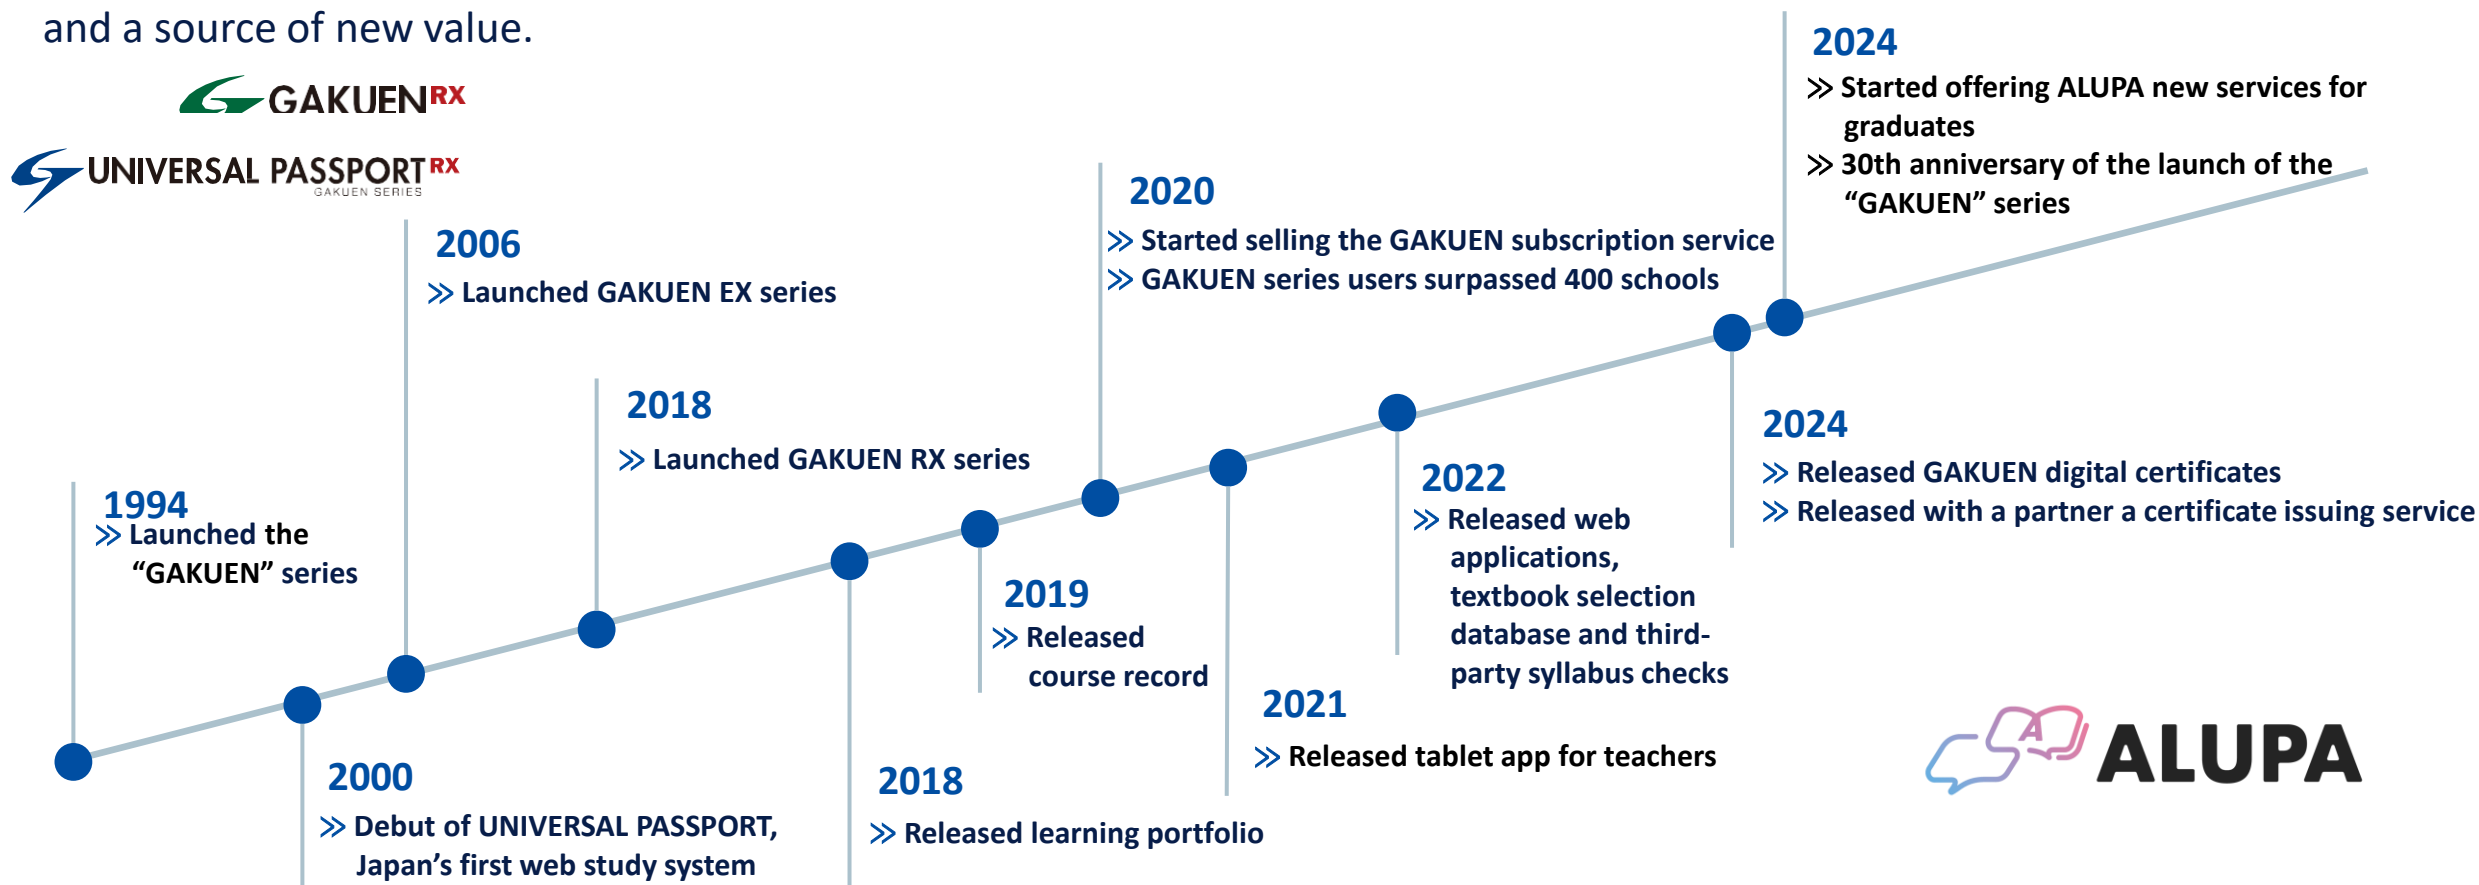 and a source of new value.
GAKUEN RX
UNIVERSAL PASSPORT RX
GAKUEN SERIES
1994
≫ Launched the
“GAKUEN” series
2000
≫ Debut of UNIVERSAL PASSPORT,
Japan’s first web study system
2006
≫ Launched GAKUEN EX series
2018
≫ Launched GAKUEN RX series
2018
≫ Released learning portfolio
2019
≫ Released
course record
2020
≫ Started selling the GAKUEN subscription service
≫ GAKUEN series users surpassed 400 schools
2021
≫ Released tablet app for teachers
2022
≫ Released web
applications,
textbook selection
database and third-
party syllabus checks
2024
≫ Released GAKUEN digital certificates
≫ Released with a partner a certificate issuing service
2024
≫ Started offering ALUPA new services for
graduates
≫ 30th anniversary of the launch of the
“GAKUEN” series
A
ALUPA